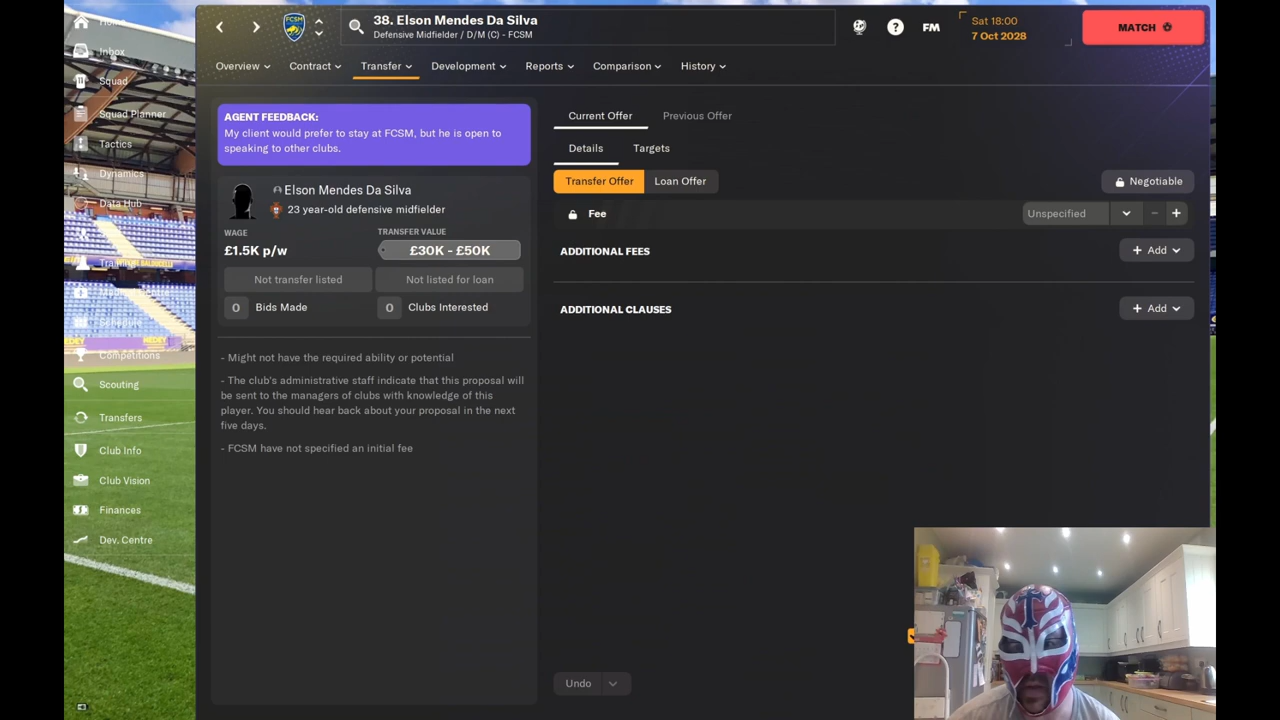 Home
Inbox
Squad
Squad Planner
Tactics
Dynamics
Data Hub
Competitions
Scouting
Transfers
Club Info
Club Vision
Finances
Dev. Centre
FCSM
38. Elson Mendes Da Silva
Defensive Midfielder / D/M (C) - FCSM
?
FM
Sat 18:00
7 Oct 2028
MATCH
Overview
Contract
Transfer
Development
Reports
Comparison
History
AGENT FEEDBACK:
My client would prefer to stay at FCSM, but he is open to
speaking to other clubs.
Elson Mendes Da Silva
23 year-old defensive midfielder
WAGE
TRANSFER VALUE
£1.5K p/w
£30K - £50K
Not transfer listed
Not listed for loan
0 Bids Made
0 Clubs Interested
- Might not have the required ability or potential
- The club's administrative staff indicate that this proposal will
be sent to the managers of clubs with knowledge of this
player. You should hear back about your proposal in the next
five days.
- FCSM have not specified an initial fee
Current Offer
Previous Offer
Details
Targets
Transfer Offer
Loan Offer
Negotiable
Fee
Unspecified
ADDITIONAL FEES
+ Add
ADDITIONAL CLAUSES
+ Add
Undo